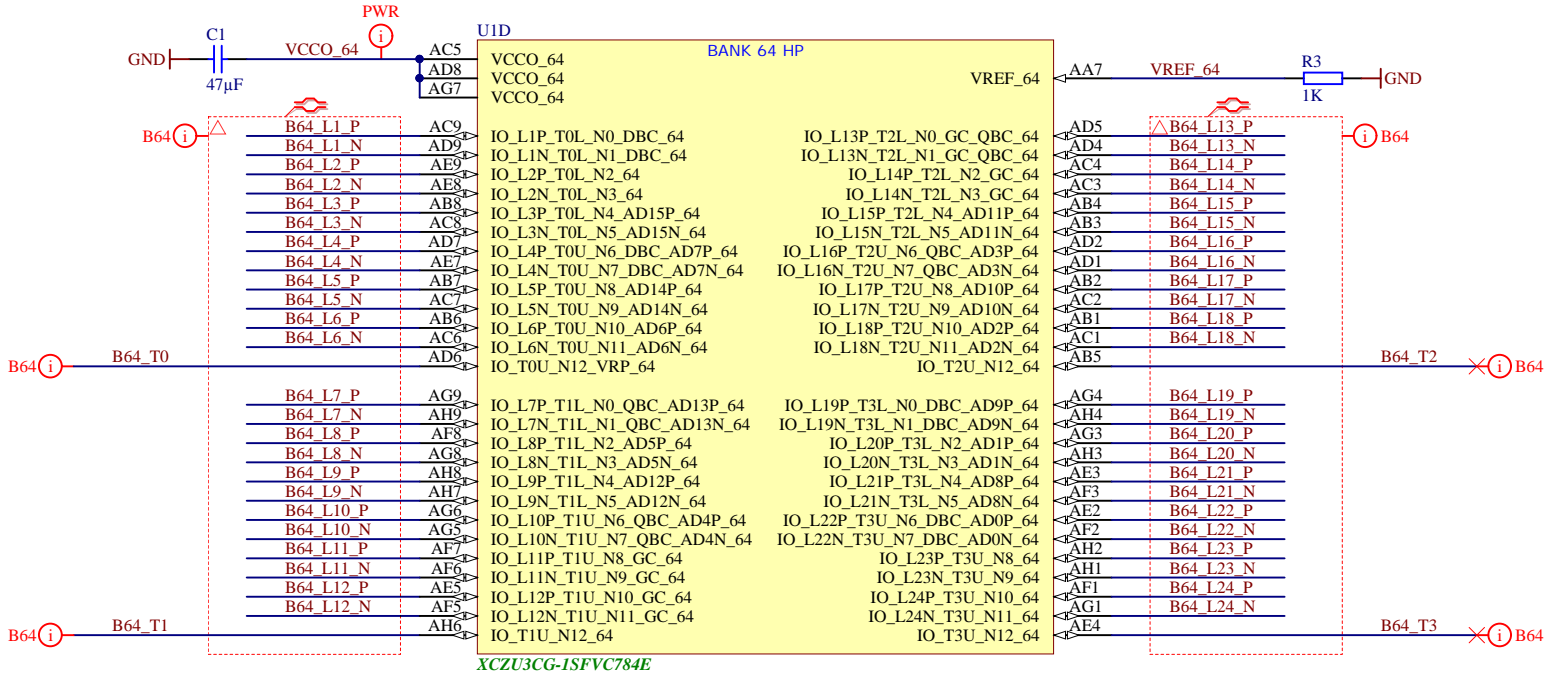 PWR
C1 U1D
GND VCCO_64 AC5 VCCO_64 BANK 64 HP
47µF AD8 VCCO_64 VREF_64 AA7 VREF_64 R3 GND
AG7 VCCO_64 1K
B64 B64_L1_P AC9 IO_L1P_T0L_N0_DBC_64 IO_L13P_T2L_N0_GC_QBC_64 AD5 B64_L13_P B64
B64_L1_N AD9 IO_L1N_T0L_N1_DBC_64 IO_L13N_T2L_N1_GC_QBC_64 AD4 B64_L13_N
B64_L2_P AE9 IO_L2P_T0L_N2_64 IO_L14P_T2L_N2_GC_64 AC4 B64_L14_P
B64_L2_N AE8 IO_L2N_T0L_N3_64 IO_L14N_T2L_N3_GC_64 AC3 B64_L14_N
B64_L3_P AB8 IO_L3P_T0L_N4_AD15P_64 IO_L15P_T2L_N4_AD11P_64 AB4 B64_L15_P
B64_L3_N AC8 IO_L3N_T0L_N5_AD15N_64 IO_L15N_T2L_N5_AD11N_64 AB3 B64_L15_N
B64_L4_P AD7 IO_L4P_T0U_N6_DBC_AD7P_64 IO_L16P_T2U_N6_QBC_AD3P_64 AD2 B64_L16_P
B64_L4_N AE7 IO_L4N_T0U_N7_DBC_AD7N_64 IO_L16N_T2U_N7_QBC_AD3N_64 AD1 B64_L16_N
B64_L5_P AB7 IO_L5P_T0U_N8_AD14P_64 IO_L17P_T2U_N8_AD10P_64 AB2 B64_L17_P
B64_L5_N AC7 IO_L5N_T0U_N9_AD14N_64 IO_L17N_T2U_N9_AD10N_64 AC2 B64_L17_N
B64_L6_P AB6 IO_L6P_T0U_N10_AD6P_64 IO_L18P_T2U_N10_AD2P_64 AB1 B64_L18_P
B64_L6_N AC6 IO_L6N_T0U_N11_AD6N_64 IO_L18N_T2U_N11_AD2N_64 AC1 B64_L18_N
B64 B64_T0 AD6 IO_T0U_N12_VRP_64 IO_T2U_N12_64 AB5 B64_T2 B64
B64_L7_P AG9 IO_L7P_T1L_N0_QBC_AD13P_64 IO_L19P_T3L_N0_DBC_AD9P_64 AG4 B64_L19_P
B64_L7_N AH9 IO_L7N_T1L_N1_QBC_AD13N_64 IO_L19N_T3L_N1_DBC_AD9N_64 AH4 B64_L19_N
B64_L8_P AF8 IO_L8P_T1L_N2_AD5P_64 IO_L20P_T3L_N2_AD1P_64 AG3 B64_L20_P
B64_L8_N AG8 IO_L8N_T1L_N3_AD5N_64 IO_L20N_T3L_N3_AD1N_64 AH3 B64_L20_N
B64_L9_P AH8 IO_L9P_T1L_N4_AD12P_64 IO_L21P_T3L_N4_AD8P_64 AE3 B64_L21_P
B64_L9_N AH7 IO_L9N_T1L_N5_AD12N_64 IO_L21N_T3L_N5_AD8N_64 AF3 B64_L21_N
B64_L10_P AG6 IO_L10P_T1U_N6_QBC_AD4P_64 IO_L22P_T3U_N6_DBC_AD0P_64 AE2 B64_L22_P
B64_L10_N AG5 IO_L10N_T1U_N7_QBC_AD4N_64 IO_L22N_T3U_N7_DBC_AD0N_64 AF2 B64_L22_N
B64_L11_P AF7 IO_L11P_T1U_N8_GC_64 IO_L23P_T3U_N8_64 AH2 B64_L23_P
B64_L11_N AF6 IO_L11N_T1U_N9_GC_64 IO_L23N_T3U_N9_64 AH1 B64_L23_N
B64_L12_P AE5 IO_L12P_T1U_N10_GC_64 IO_L24P_T3U_N10_64 AF1 B64_L24_P
B64_L12_N AF5 IO_L12N_T1U_N11_GC_64 IO_L24N_T3U_N11_64 AG1 B64_L24_N
B64 B64_T1 AH6 IO_T1U_N12_64 IO_T3U_N12_64 AE4 B64_T3 B64
XCZU3CG-1SFVC784E